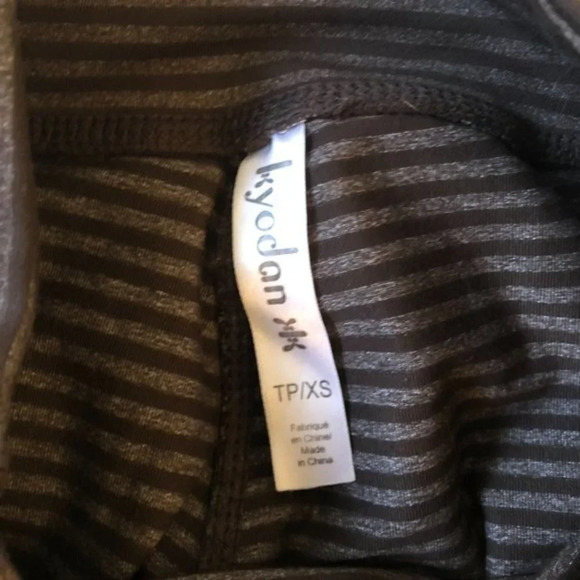 kyodan
TP/XS
Fabriqué
en Chine/
Made
in China